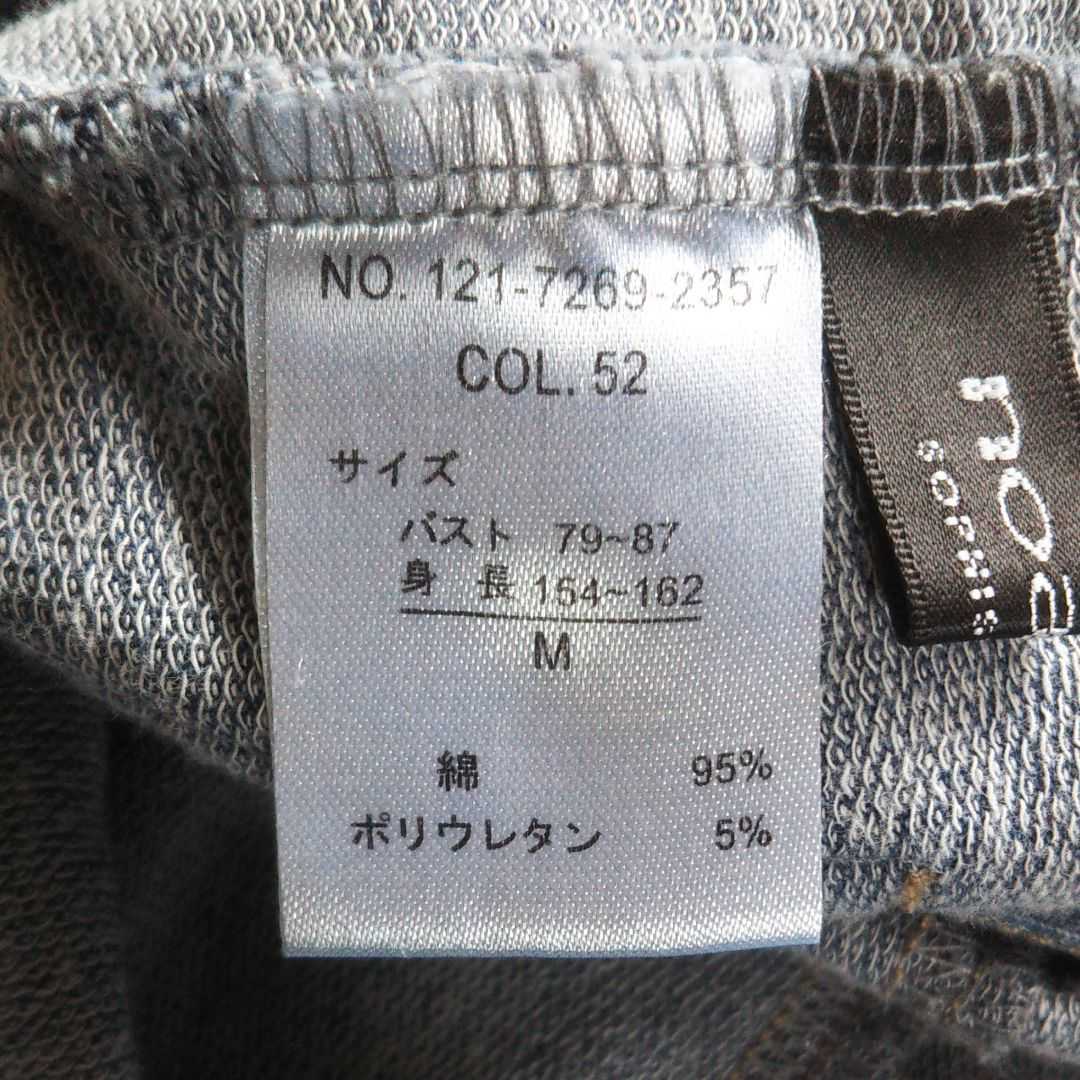 NO. 121-7269-2357
COL. 52
サイズ
バスト 79~87
身 長 154~162
M
綿 95%
ポリウレタン 5%